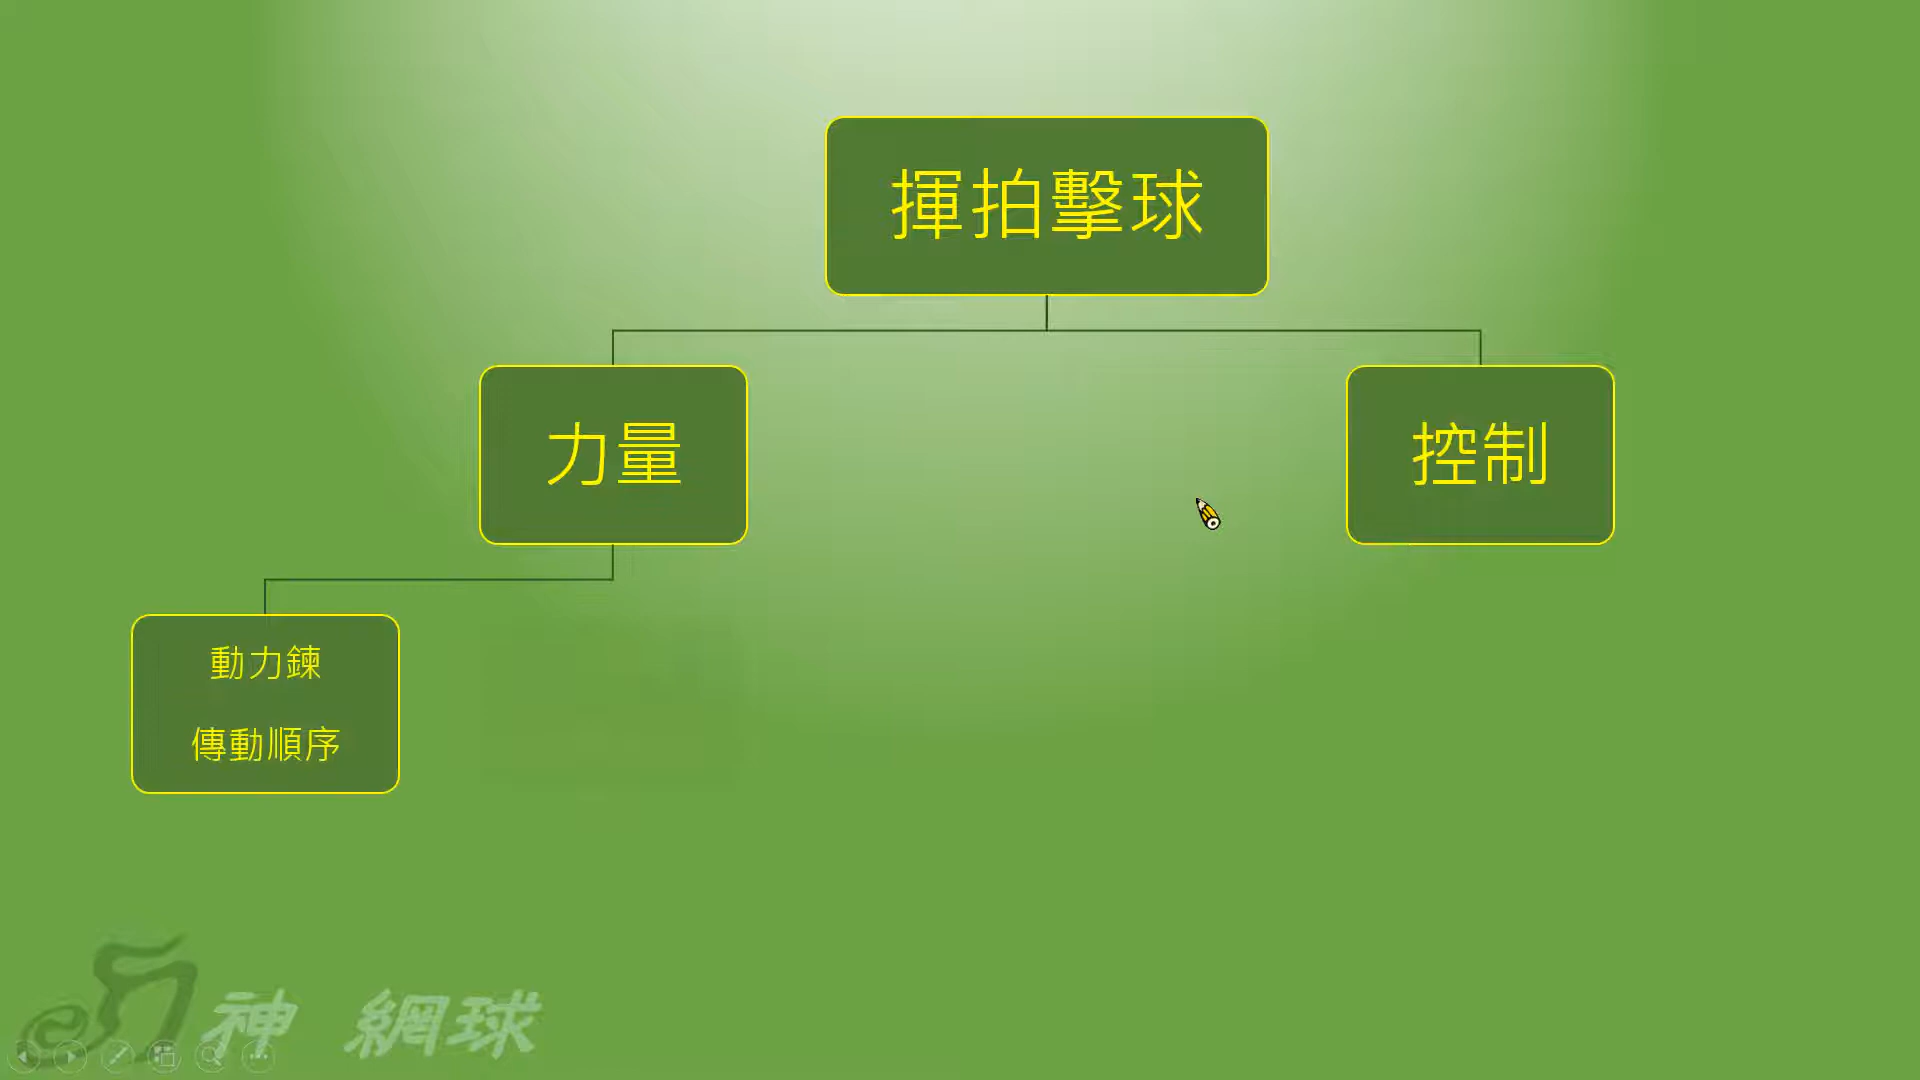 揮拍擊球
力量
控制
動力鍊
傳動順序
神 網球